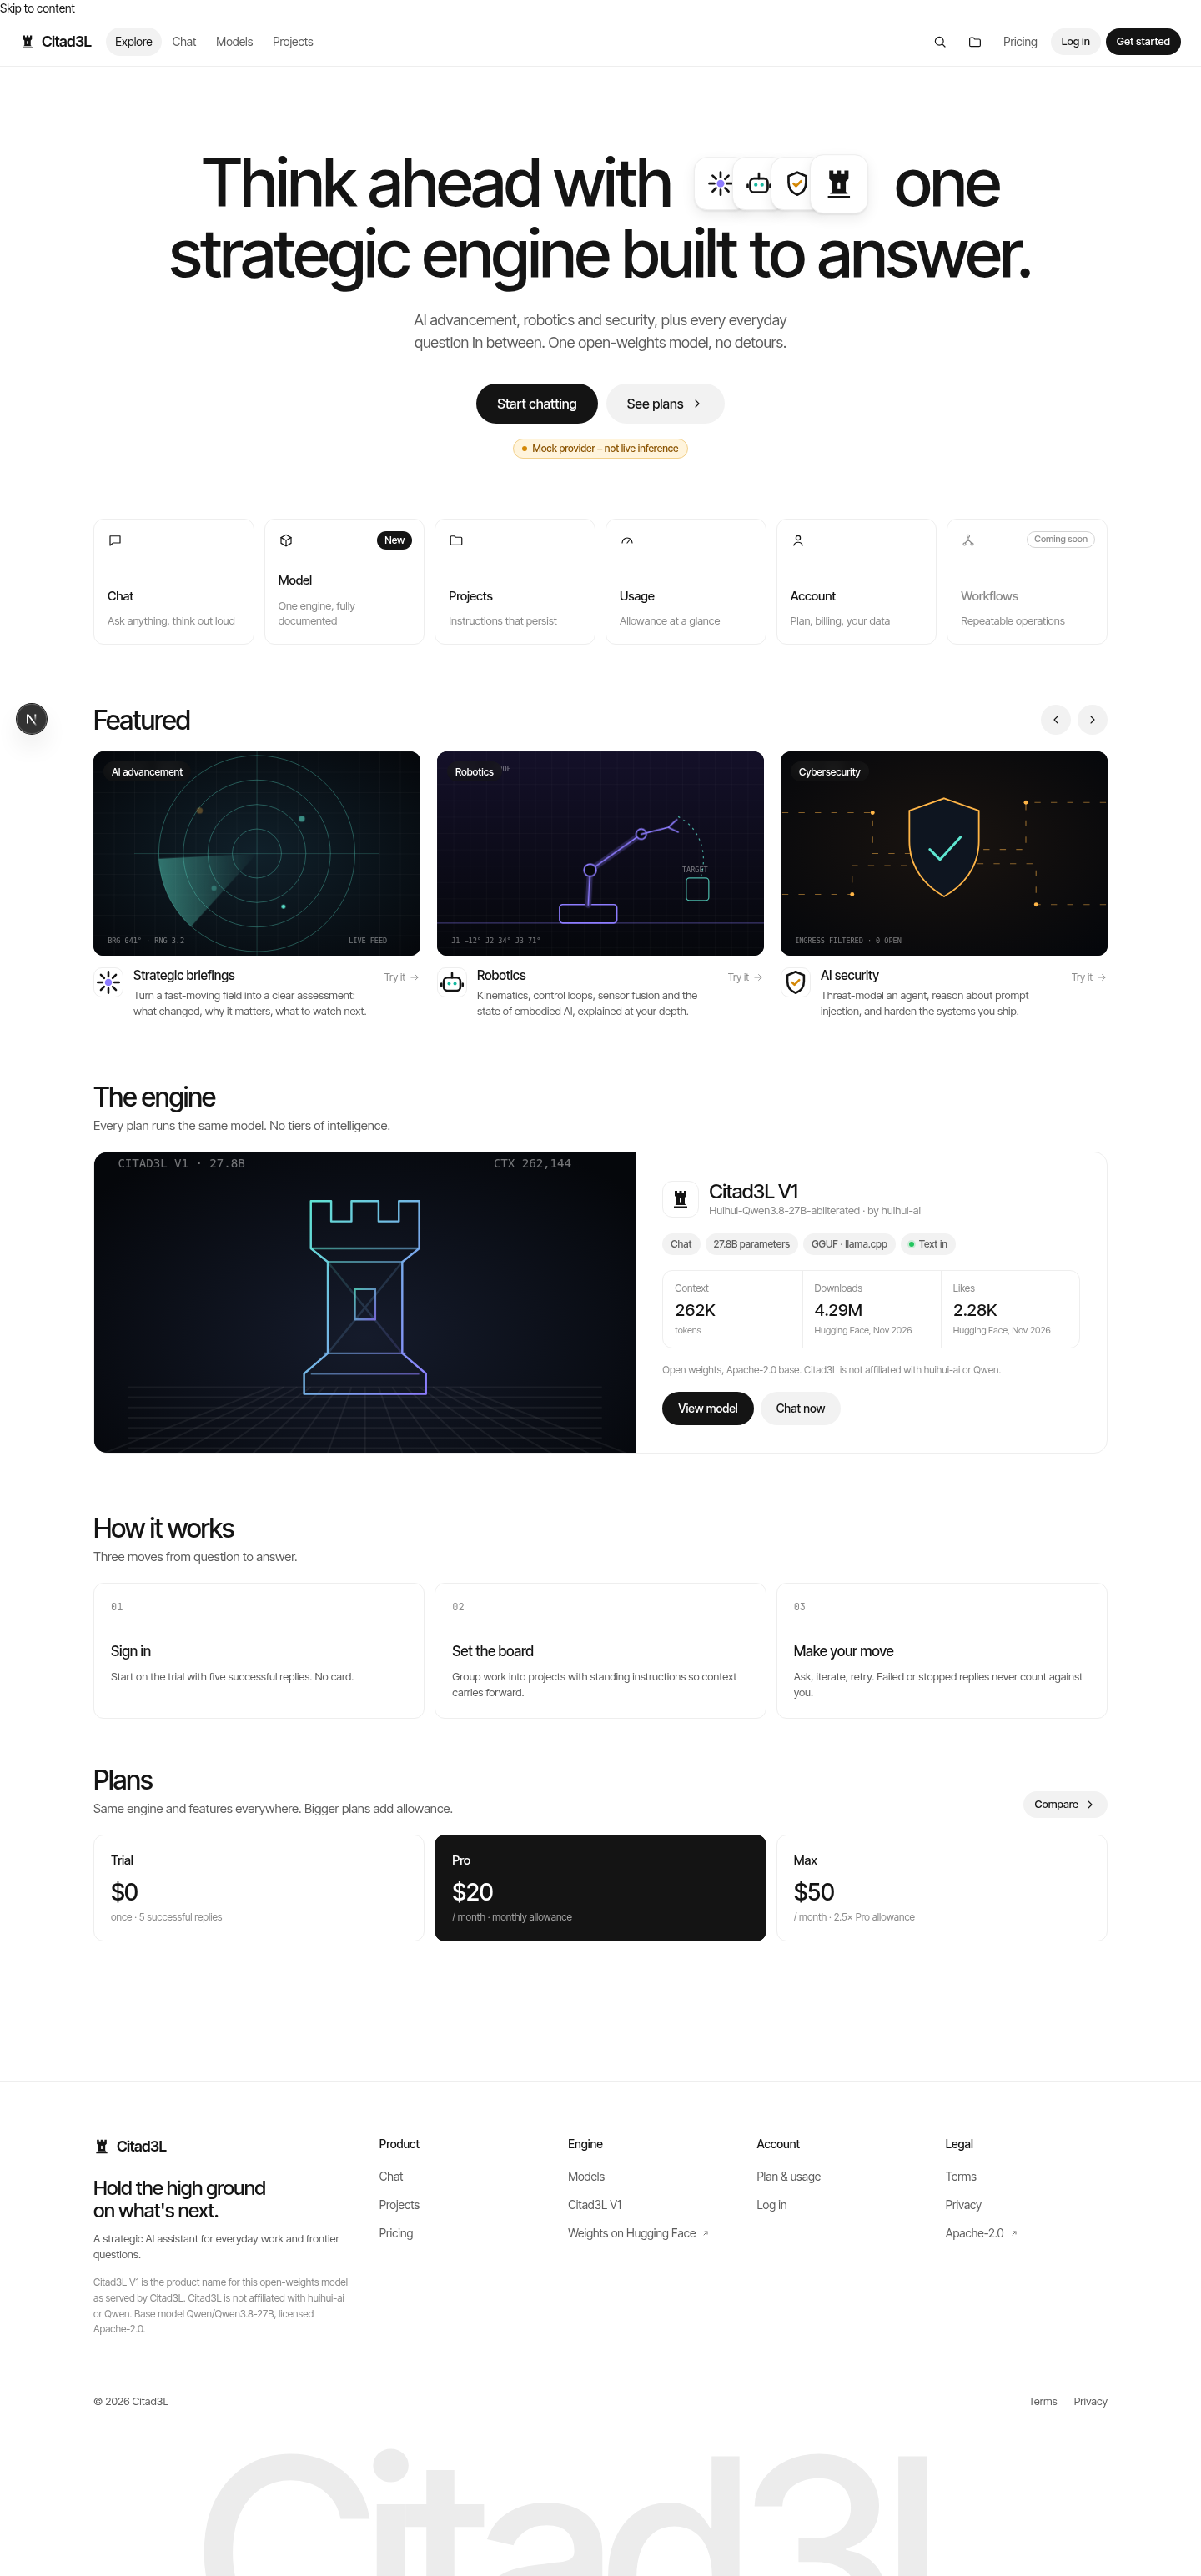 Skip to content
Citad3L
Explore
Chat
Models
Projects
Pricing
Log in
Get started
Think ahead with one
strategic engine built to answer.
AI advancement, robotics and security, plus every everyday
question in between. One open-weights model, no detours.
Start chatting
See plans
Mock provider – not live inference
Chat
Ask anything, think out loud
New
Model
One engine, fully
documented
Projects
Instructions that persist
Usage
Allowance at a glance
Account
Plan, billing, your data
Coming soon
Workflows
Repeatable operations
N
Featured
AI advancement
BRG 041° · RNG 3.2
LIVE FEED
Robotics
TARGET
J1 −12° J2 34° J3 71°
Cybersecurity
INGRESS FILTERED · 0 OPEN
Strategic briefings
Try it
Turn a fast-moving field into a clear assessment:
what changed, why it matters, what to watch next.
Robotics
Try it
Kinematics, control loops, sensor fusion and the
state of embodied AI, explained at your depth.
AI security
Try it
Threat-model an agent, reason about prompt
injection, and harden the systems you ship.
The engine
Every plan runs the same model. No tiers of intelligence.
CITAD3L V1 · 27.8B
CTX 262,144
Citad3L V1
Huihui-Qwen3.8-27B-abliterated · by huihui-ai
Chat
27.8B parameters
GGUF · llama.cpp
Text in
Context
262K
tokens
Downloads
4.29M
Hugging Face, Nov 2026
Likes
2.28K
Hugging Face, Nov 2026
Open weights, Apache-2.0 base. Citad3L is not affiliated with huihui-ai or Qwen.
View model
Chat now
How it works
Three moves from question to answer.
01
Sign in
Start on the trial with five successful replies. No card.
02
Set the board
Group work into projects with standing instructions so context
carries forward.
03
Make your move
Ask, iterate, retry. Failed or stopped replies never count against
you.
Plans
Same engine and features everywhere. Bigger plans add allowance.
Compare
Trial
$0
once · 5 successful replies
Pro
$20
/ month · monthly allowance
Max
$50
/ month · 2.5× Pro allowance
Citad3L
Hold the high ground
on what's next.
A strategic AI assistant for everyday work and frontier
questions.
Citad3L V1 is the product name for this open-weights model
as served by Citad3L. Citad3L is not affiliated with huihui-ai
or Qwen. Base model Qwen/Qwen3.8-27B, licensed
Apache-2.0.
Product
Chat
Projects
Pricing
Engine
Models
Citad3L V1
Weights on Hugging Face
Account
Plan & usage
Log in
Legal
Terms
Privacy
Apache-2.0
© 2026 Citad3L
Terms
Privacy
Citad3L